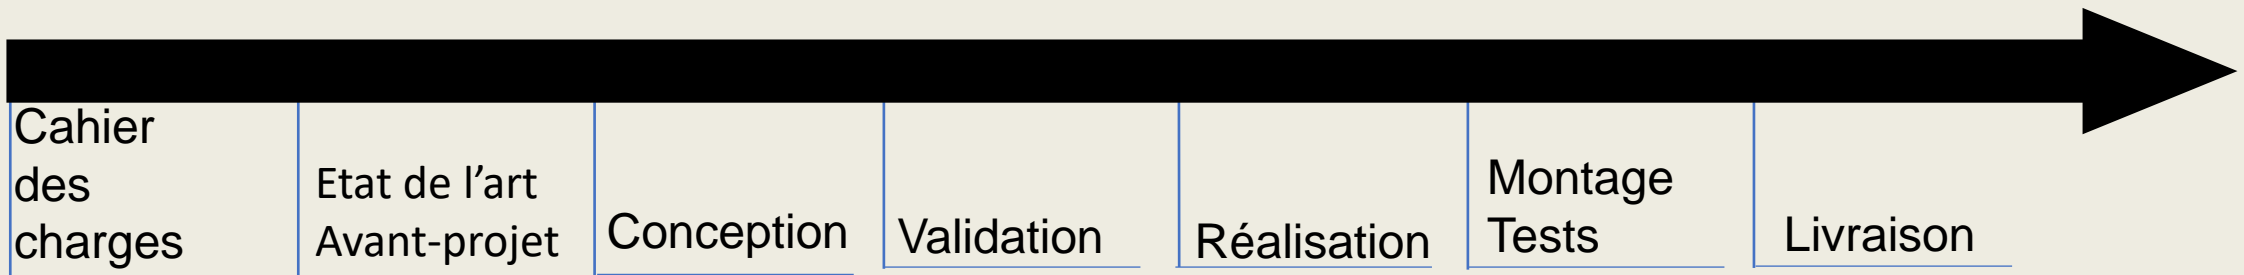 Cahier
des
charges
Etat de l’art
Avant-projet
Conception
Validation
Réalisation
Montage
Tests
Livraison